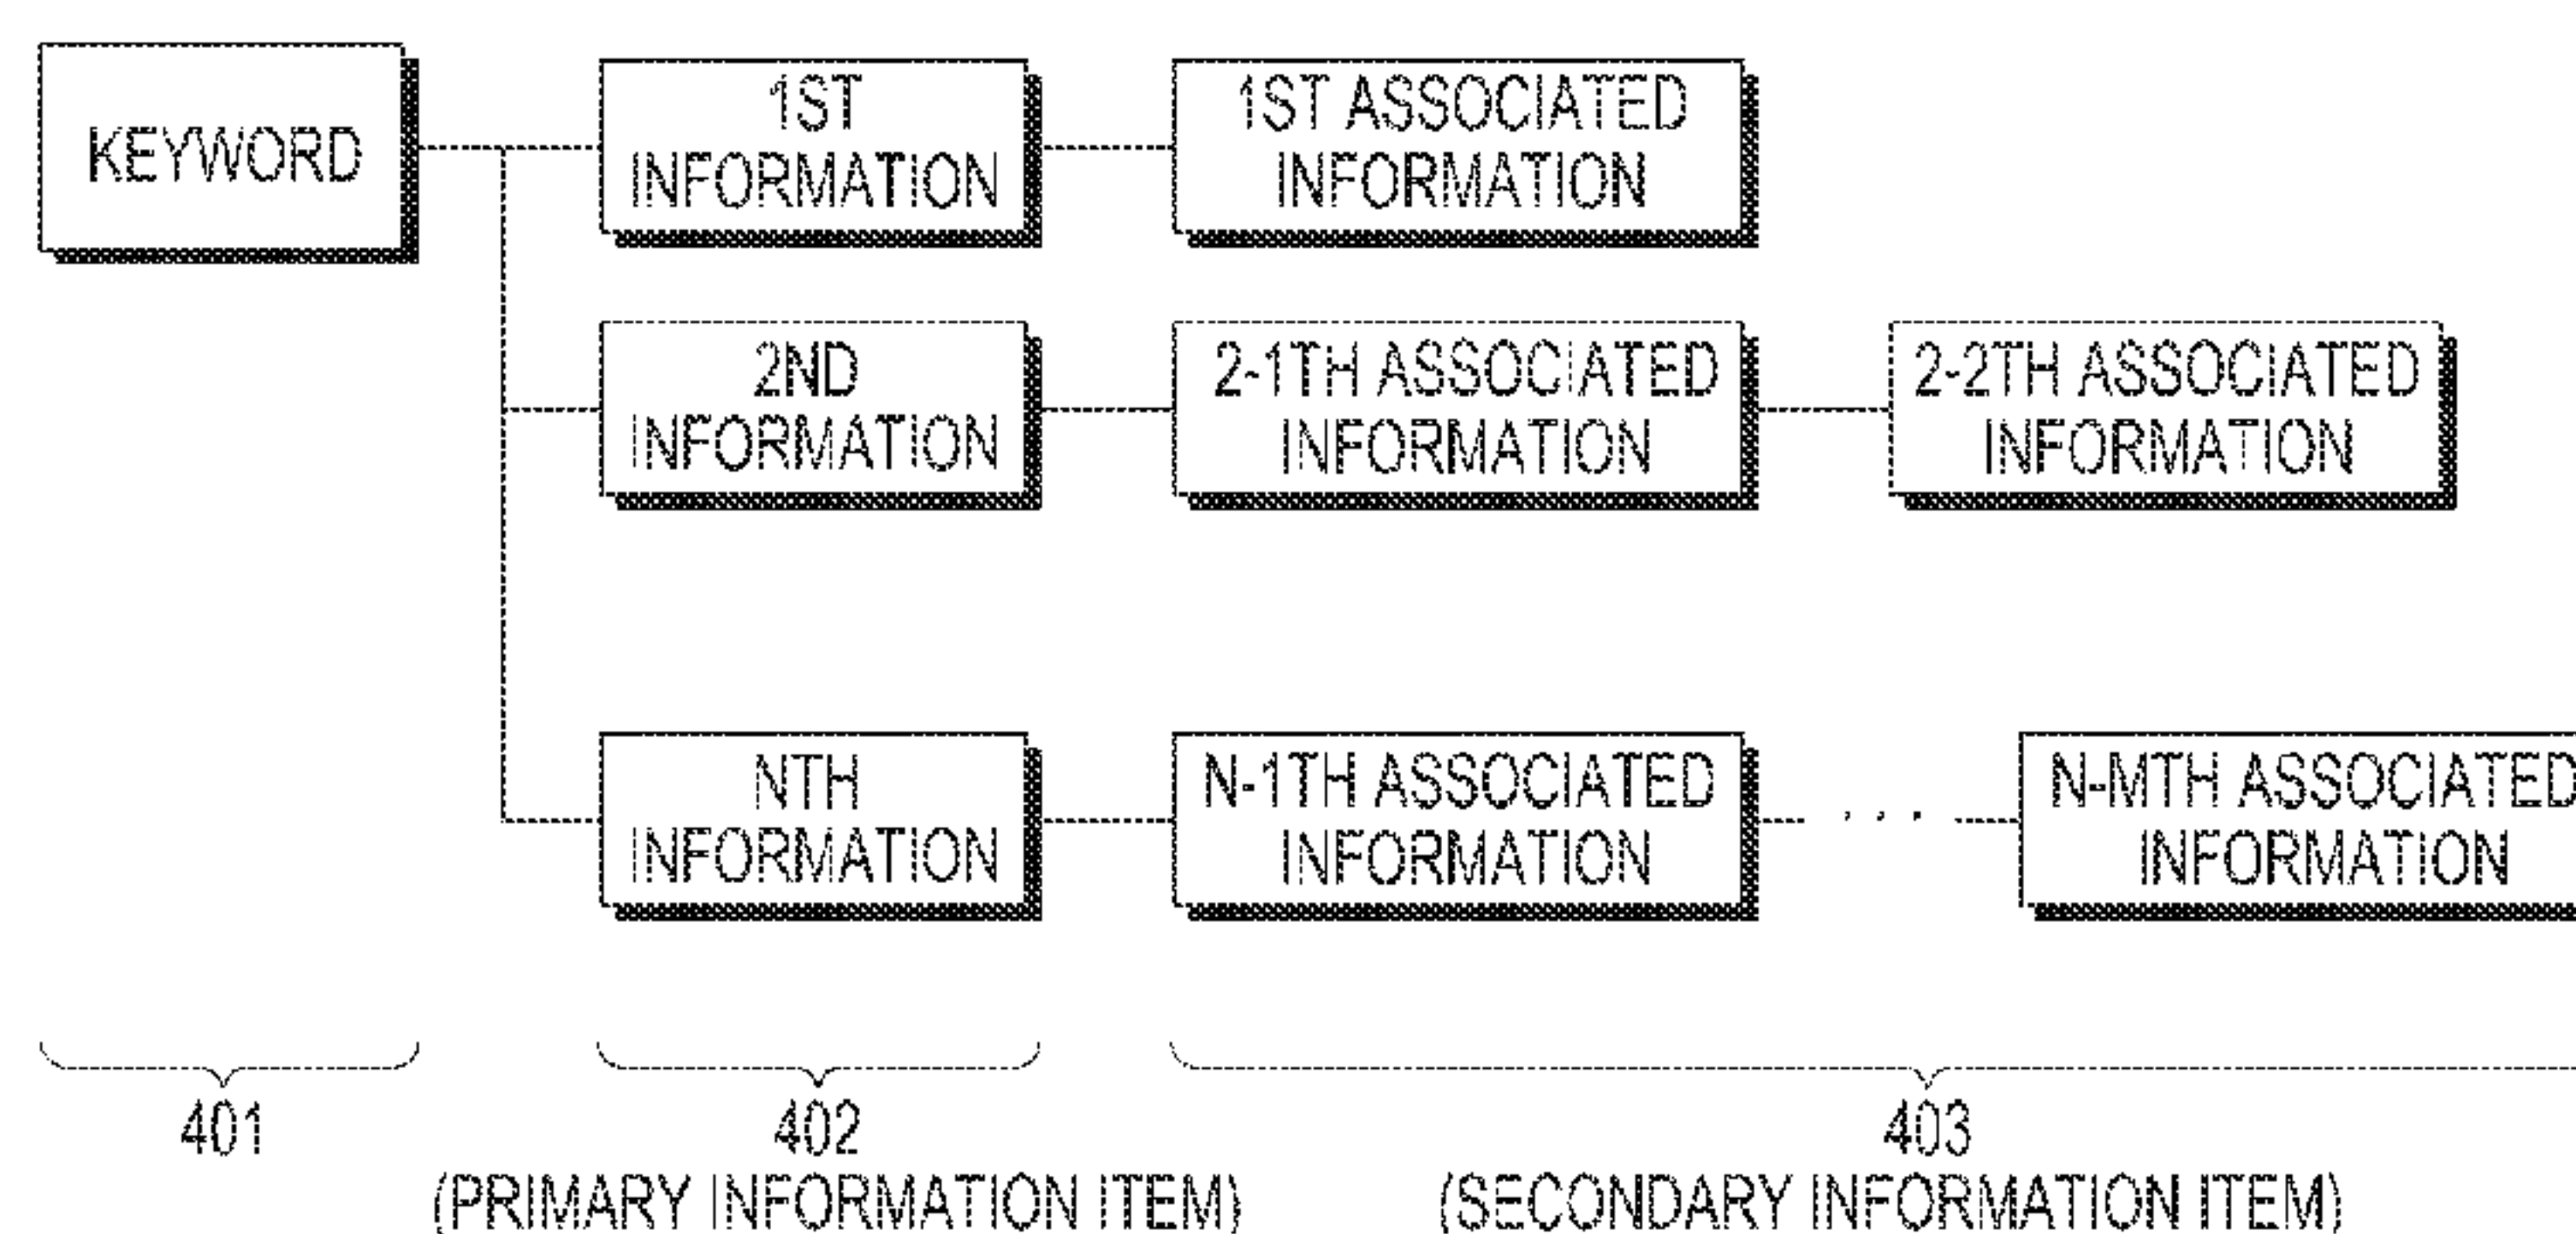 KEYWORD
1ST
INFORMATION
1ST ASSOCIATED
INFORMATION
2ND
INFORMATION
2-1TH ASSOCIATED
INFORMATION
2-2TH ASSOCIATED
INFORMATION
NTH
INFORMATION
N-1TH ASSOCIATED
INFORMATION
. . .
N-MTH ASSOCIATED
INFORMATION
401
402
(PRIMARY INFORMATION ITEM)
403
(SECONDARY INFORMATION ITEM)